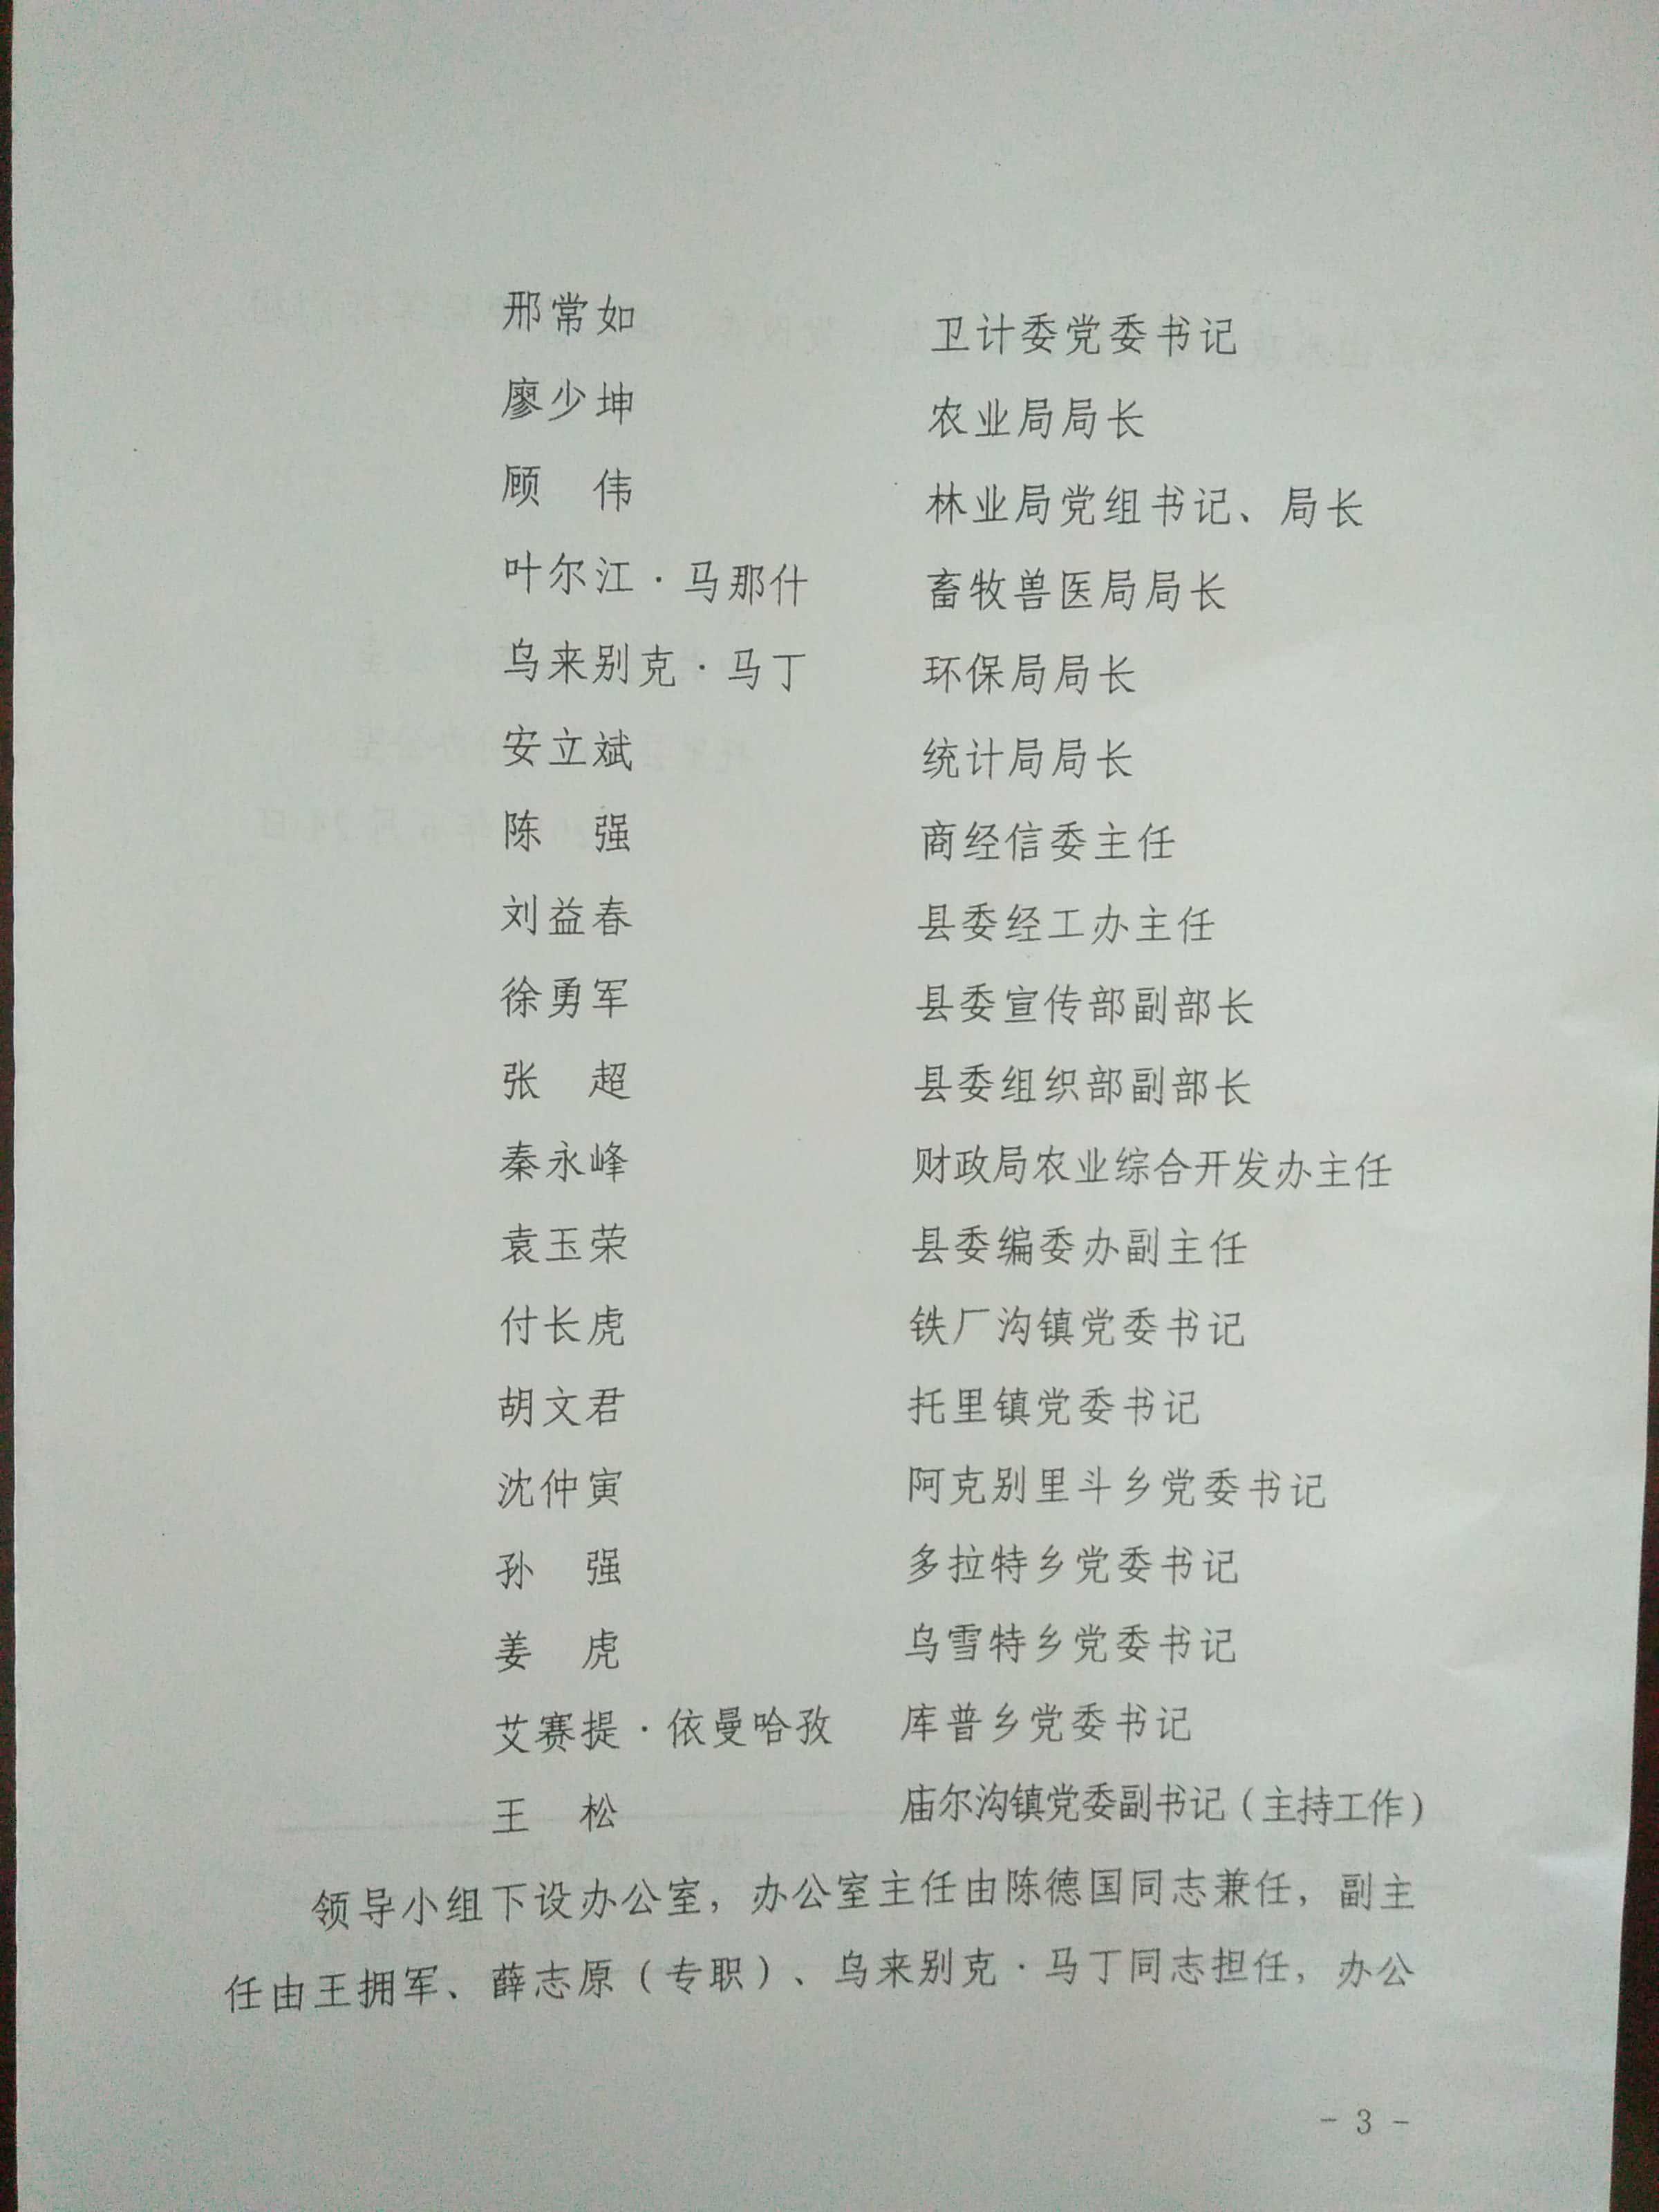 邢常如 卫计委党委书记
廖少坤 农业局局长
顾 伟 林业局党组书记、局长
叶尔江·马那什 畜牧兽医局局长
乌来别克·马丁 环保局局长
安立斌 统计局局长
陈 强 商经信委主任
刘益春 县委经工办主任
徐勇军 县委宣传部副部长
张 超 县委组织部副部长
秦永峰 财政局农业综合开发办主任
袁玉荣 县委编委办副主任
付长虎 铁厂沟镇党委书记
胡文君 托里镇党委书记
沈仲寅 阿克别里斗乡党委书记
孙 强 多拉特乡党委书记
姜 虎 乌雪特乡党委书记
艾赛提·依曼哈孜 库普乡党委书记
王 松 庙尔沟镇党委副书记(主持工作)
领导小组下设办公室,办公室主任由陈德国同志兼任,副主
任由王拥军、薛志原(专职)、乌来别克·马丁同志担任,办公
- 3 -